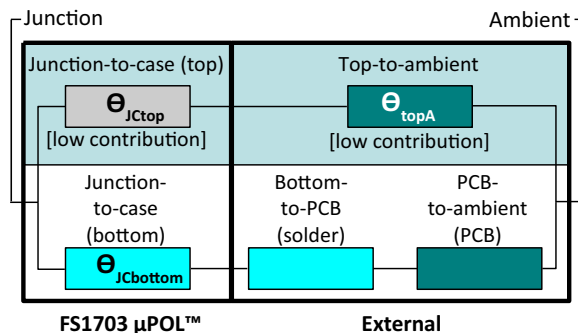 Junction
Ambient
Junction-to-case (top)
Top-to-ambient
ΘJCtop
ΘtopA
[low contribution]
[low contribution]
Junction-
to-case
(bottom)
Bottom-
to-PCB
(solder)
PCB-
to-ambient
(PCB)
ΘJCbottom
FS1703 µPOL™
External